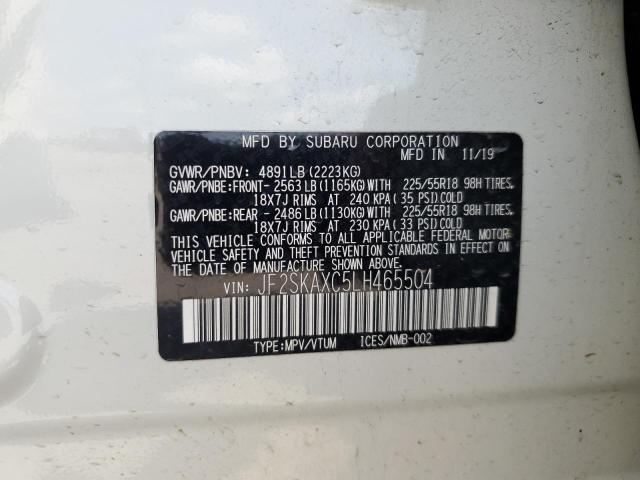 MFD BY SUBARU CORPORATION
MFD IN 11/19
GVWR/PNBV: 4891LB(2223KG)
GAWR/PNBE:FRONT-2563LB(1165KG)WITH 225/55R18 98H TIRES.
18X7J RIMS AT 240 KPA(35 PSI)COLD
GAWR/PNBE:REAR -2486LB(1130KG)WITH 225/55R18 98H TIRES.
18X7J RIMS AT 230 KPA(33 PSI)COLD
THIS VEHICLE CONFORMS TO ALL APPLICABLE FEDERAL MOTOR
VEHICLE SAFETY AND THEFT PREVENTION STANDARDS IN EFFECT
ON THE DATE OF MANUFACTURE SHOWN ABOVE.
VIN: JF2SKAXC5LH465504
TYPE:MPV/VTUM ICES/NMB-002